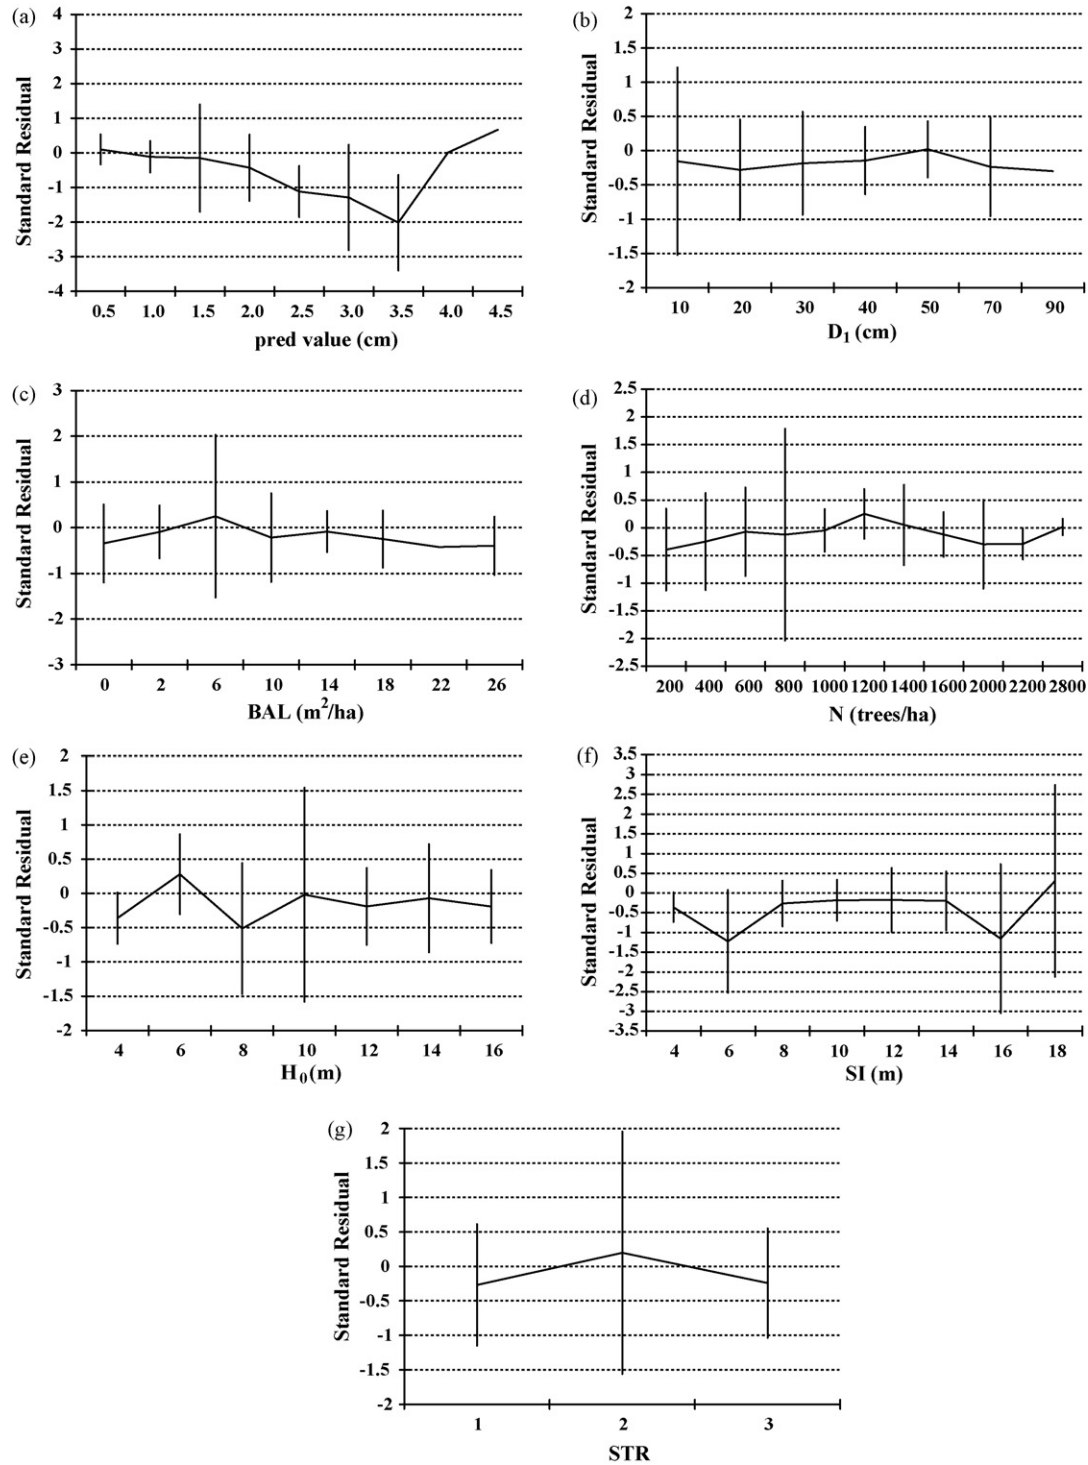 (a)
4
3
2
1
0
-1
-2
-3
-4
Standard Residual
0.5 1.0 1.5 2.0 2.5 3.0 3.5 4.0 4.5
pred value (cm)
(b)
2
1.5
1
0.5
0
-0.5
-1
-1.5
-2
Standard Residual
10 20 30 40 50 70 90
D1 (cm)
(c)
3
2
1
0
-1
-2
-3
Standard Residual
0 2 6 10 14 18 22 26
BAL (m2/ha)
(d)
2.5
2
1.5
1
0.5
0
-0.5
-1
-1.5
-2
-2.5
Standard Residual
200 400 600 800 1000 1200 1400 1600 2000 2200 2800
N (trees/ha)
(e)
2
1.5
1
0.5
0
-0.5
-1
-1.5
-2
Standard Residual
4 6 8 10 12 14 16
H0(m)
(f)
3.5
3
2.5
2
1.5
1
0.5
0
-0.5
-1
-1.5
-2
-2.5
-3
-3.5
Standard Residual
4 6 8 10 12 14 16 18
SI (m)
(g)
2
1.5
1
0.5
0
-0.5
-1
-1.5
-2
Standard Residual
1 2 3
STR